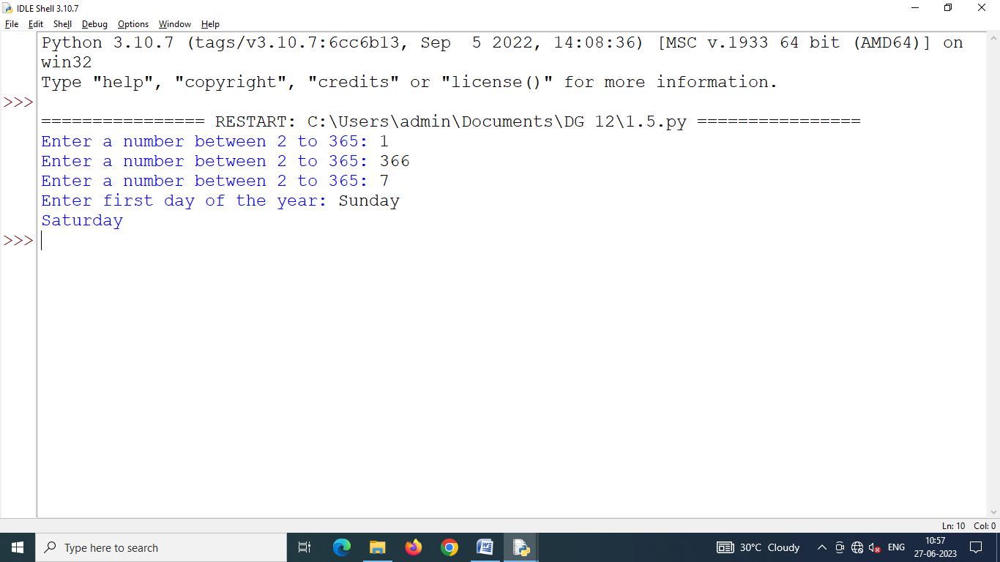 IDLE Shell 3.10.7
File Edit Shell Debug Options Window Help
Python 3.10.7 (tags/v3.10.7:6cc6b13, Sep  5 2022, 14:08:36) [MSC v.1933 64 bit (AMD64)] on
win32
Type "help", "copyright", "credits" or "license()" for more information.
>>>
================ RESTART: C:\Users\admin\Documents\DG 12\1.5.py ================
Enter a number between 2 to 365: 1
Enter a number between 2 to 365: 366
Enter a number between 2 to 365: 7
Enter first day of the year: Sunday
Saturday
>>>
Ln: 10 Col: 0
Type here to search
30°C Cloudy
ENG
10:57
27-06-2023